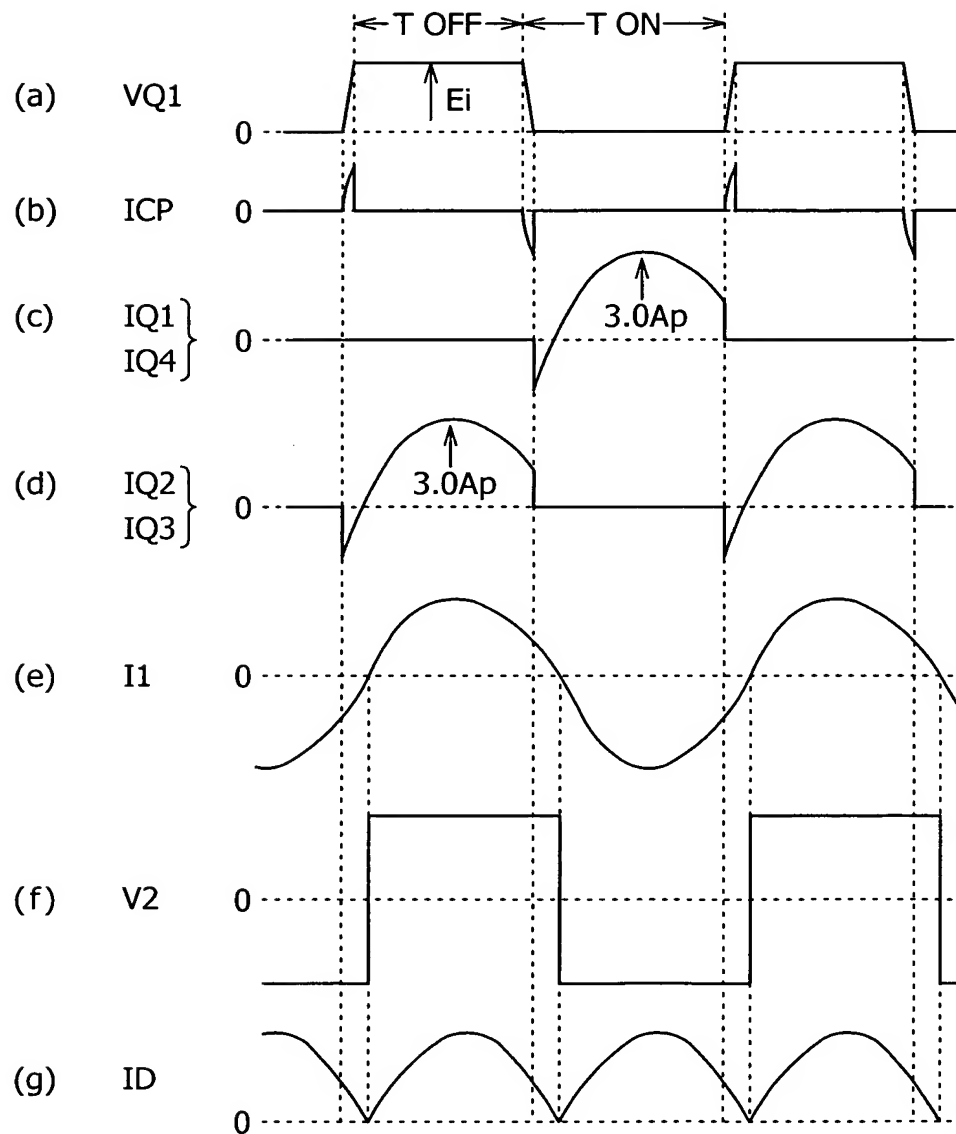 T OFF T ON
(a) VQ1 0 Ei
(b) ICP 0
(c) IQ1 IQ4 0 3.0Ap
(d) IQ2 IQ3 0 3.0Ap
(e) I1 0
(f) V2 0
(g) ID 0